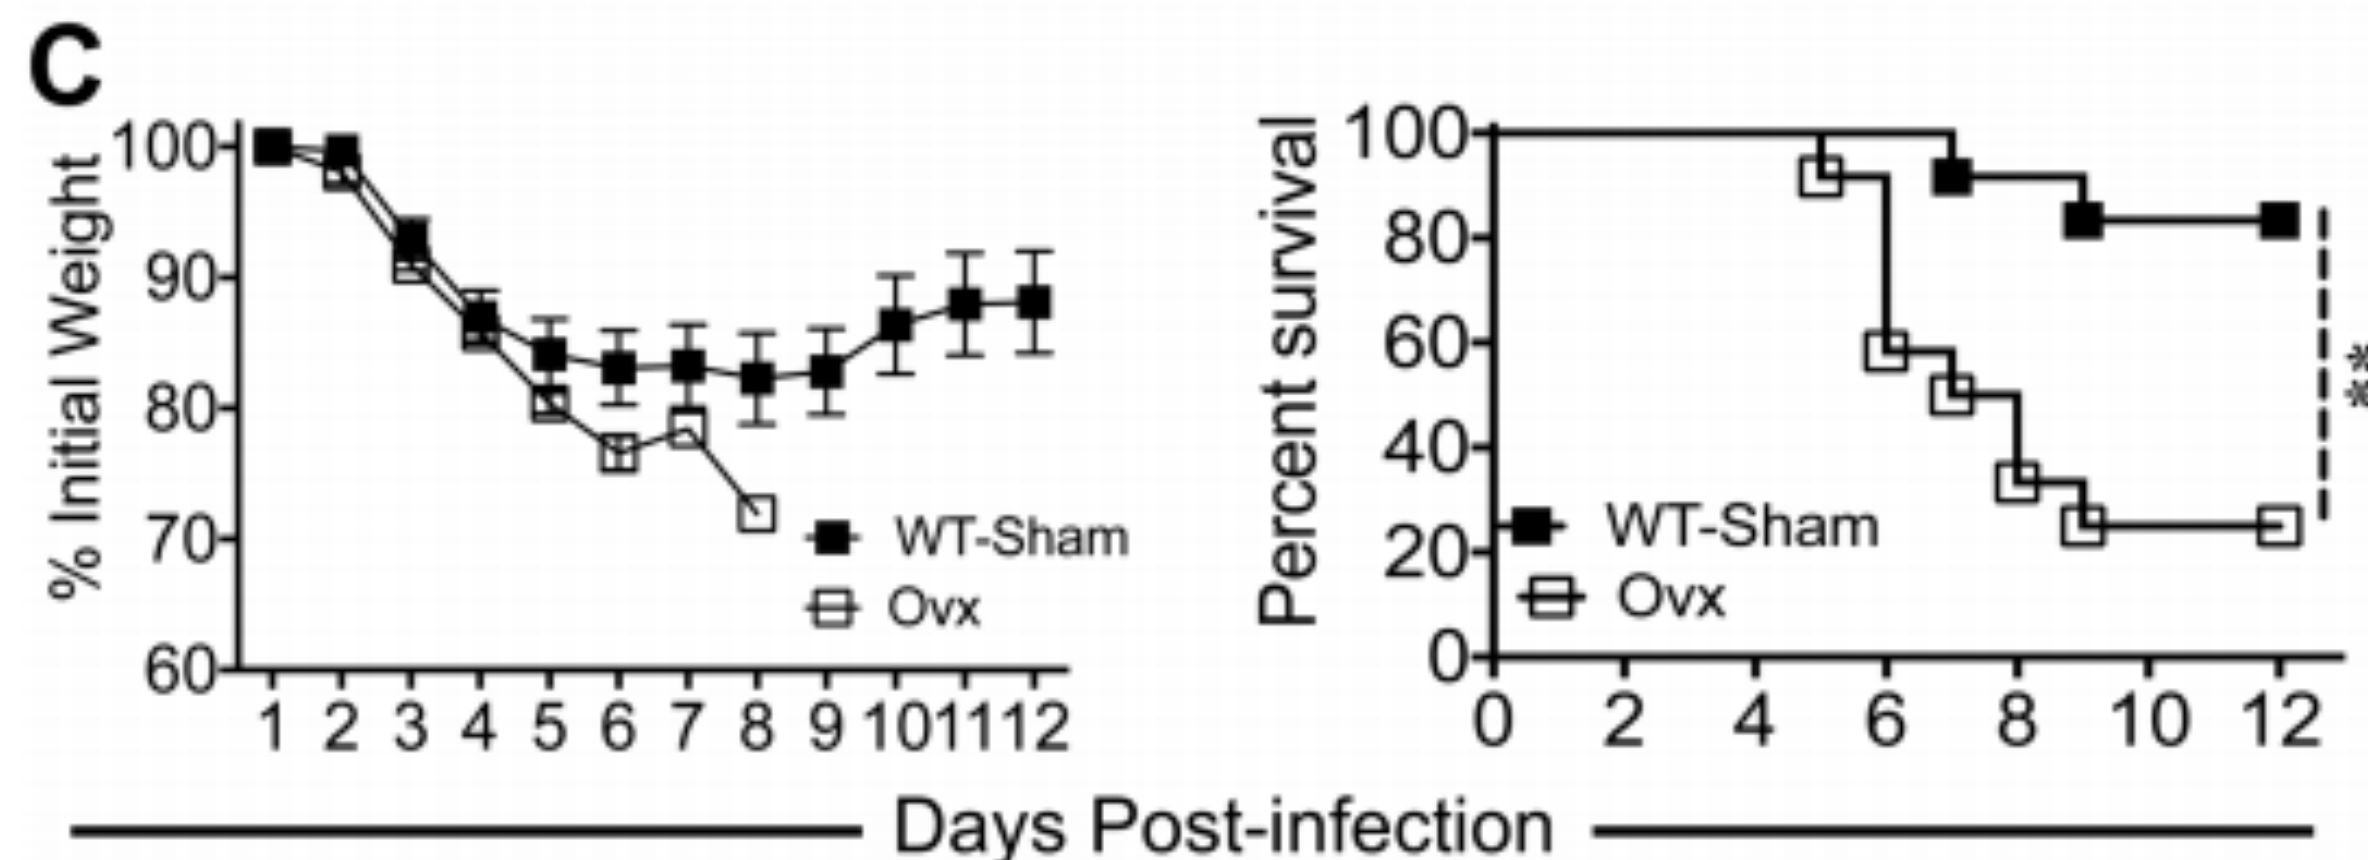 C
% Initial Weight
100
90
80
70
60
1 2 3 4 5 6 7 8 9 10 11 12
WT-Sham
Ovx
Percent survival
100
80
60
40
20
0
0 2 4 6 8 10 12
WT-Sham
Ovx
**
Days Post-infection